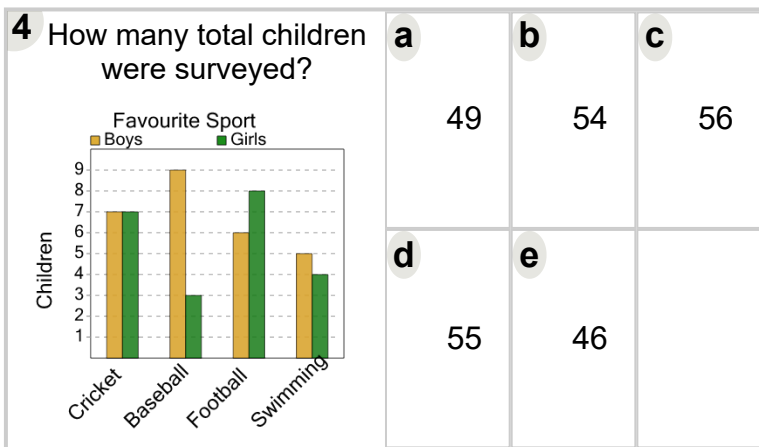 4 How many total children
were surveyed?
Favourite Sport
Boys Girls
9
8
7
6
5
4
3
2
1
Children
Cricket
Baseball
Football
Swimming
a
49
b
54
c
56
d
55
e
46